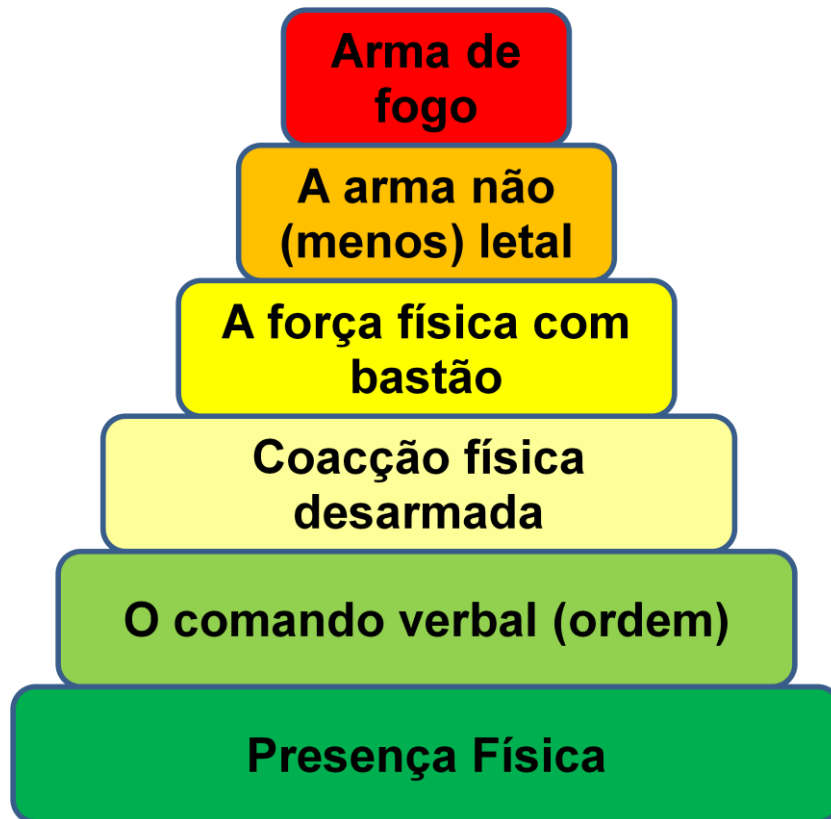 Arma de
fogo
A arma não
(menos) letal
A força física com
bastão
Coacção física
desarmada
O comando verbal (ordem)
Presença Física